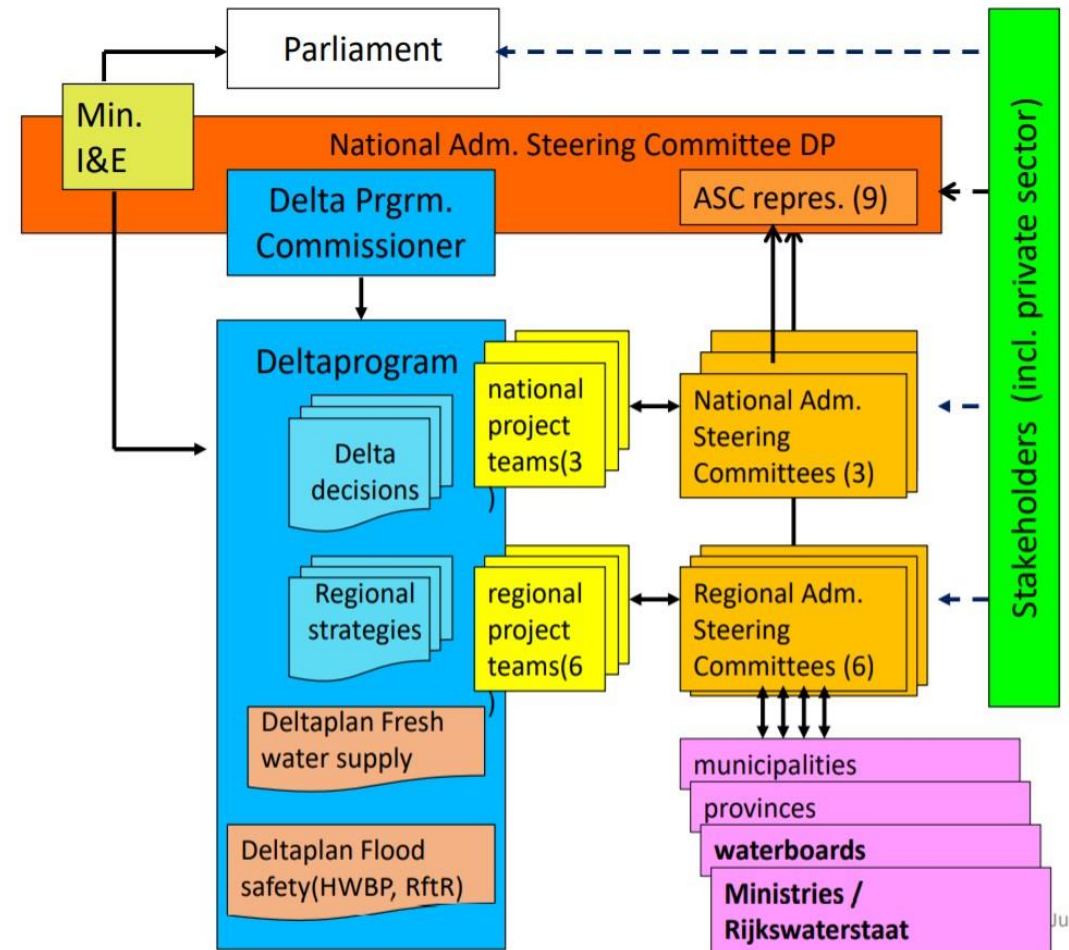 Parliament
Min.
I&E
National Adm. Steering Committee DP
Delta Prgrm.
Commissioner
ASC repres. (9)
Stakeholders (incl. private sector)
Deltaprogram
Delta
decisions
national
project
teams(3
)
National Adm.
Steering
Committees (3)
Regional
strategies
regional
project
teams(6
)
Regional Adm.
Steering
Committees (6)
Deltaplan Fresh
water supply
Deltaplan Flood
safety(HWBP, RftR)
municipalities
provinces
waterboards
Ministries /
Rijkswaterstaat
Ju